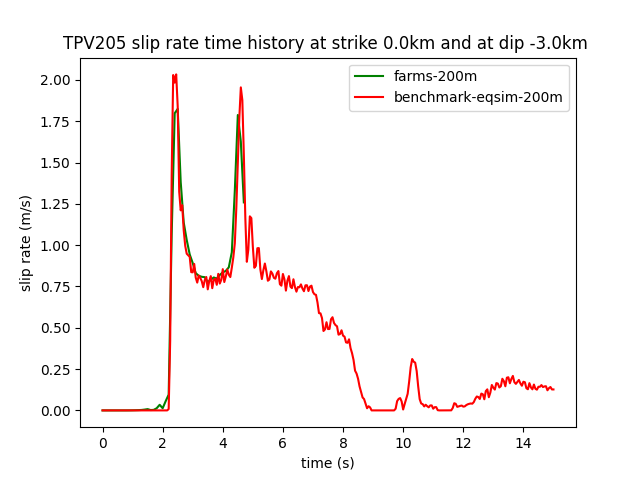 TPV205 slip rate time history at strike 0.0km and at dip -3.0km
farms-200m
benchmark-eqsim-200m
slip rate (m/s)
2.00
1.75
1.50
1.25
1.00
0.75
0.50
0.25
0.00
0 2 4 6 8 10 12 14
time (s)